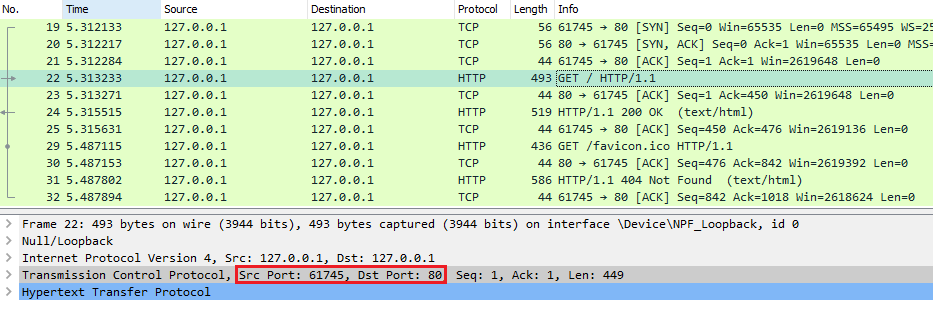 No. Time Source Destination Protocol Length Info
19 5.312133 127.0.0.1 127.0.0.1 TCP 56 61745 → 80 [SYN] Seq=0 Win=65535 Len=0 MSS=65495 WS=25
20 5.312217 127.0.0.1 127.0.0.1 TCP 56 80 → 61745 [SYN, ACK] Seq=0 Ack=1 Win=65535 Len=0 MSS=
21 5.312284 127.0.0.1 127.0.0.1 TCP 44 61745 → 80 [ACK] Seq=1 Ack=1 Win=2619648 Len=0
22 5.313233 127.0.0.1 127.0.0.1 HTTP 493 GET / HTTP/1.1
23 5.313271 127.0.0.1 127.0.0.1 TCP 44 80 → 61745 [ACK] Seq=1 Ack=450 Win=2619648 Len=0
24 5.315515 127.0.0.1 127.0.0.1 HTTP 519 HTTP/1.1 200 OK (text/html)
25 5.315631 127.0.0.1 127.0.0.1 TCP 44 61745 → 80 [ACK] Seq=450 Ack=476 Win=2619136 Len=0
29 5.487115 127.0.0.1 127.0.0.1 HTTP 436 GET /favicon.ico HTTP/1.1
30 5.487153 127.0.0.1 127.0.0.1 TCP 44 80 → 61745 [ACK] Seq=476 Ack=842 Win=2619392 Len=0
31 5.487802 127.0.0.1 127.0.0.1 HTTP 586 HTTP/1.1 404 Not Found (text/html)
32 5.487894 127.0.0.1 127.0.0.1 TCP 44 61745 → 80 [ACK] Seq=842 Ack=1018 Win=2618624 Len=0
Frame 22: 493 bytes on wire (3944 bits), 493 bytes captured (3944 bits) on interface \Device\NPF_Loopback, id 0
Null/Loopback
Internet Protocol Version 4, Src: 127.0.0.1, Dst: 127.0.0.1
Transmission Control Protocol, Src Port: 61745, Dst Port: 80, Seq: 1, Ack: 1, Len: 449
Hypertext Transfer Protocol